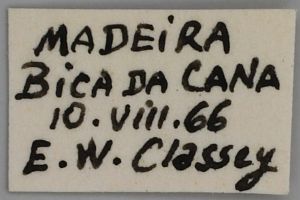 MADEiRA
BiCA DA CANA
10.viii.66
E.W. Classey